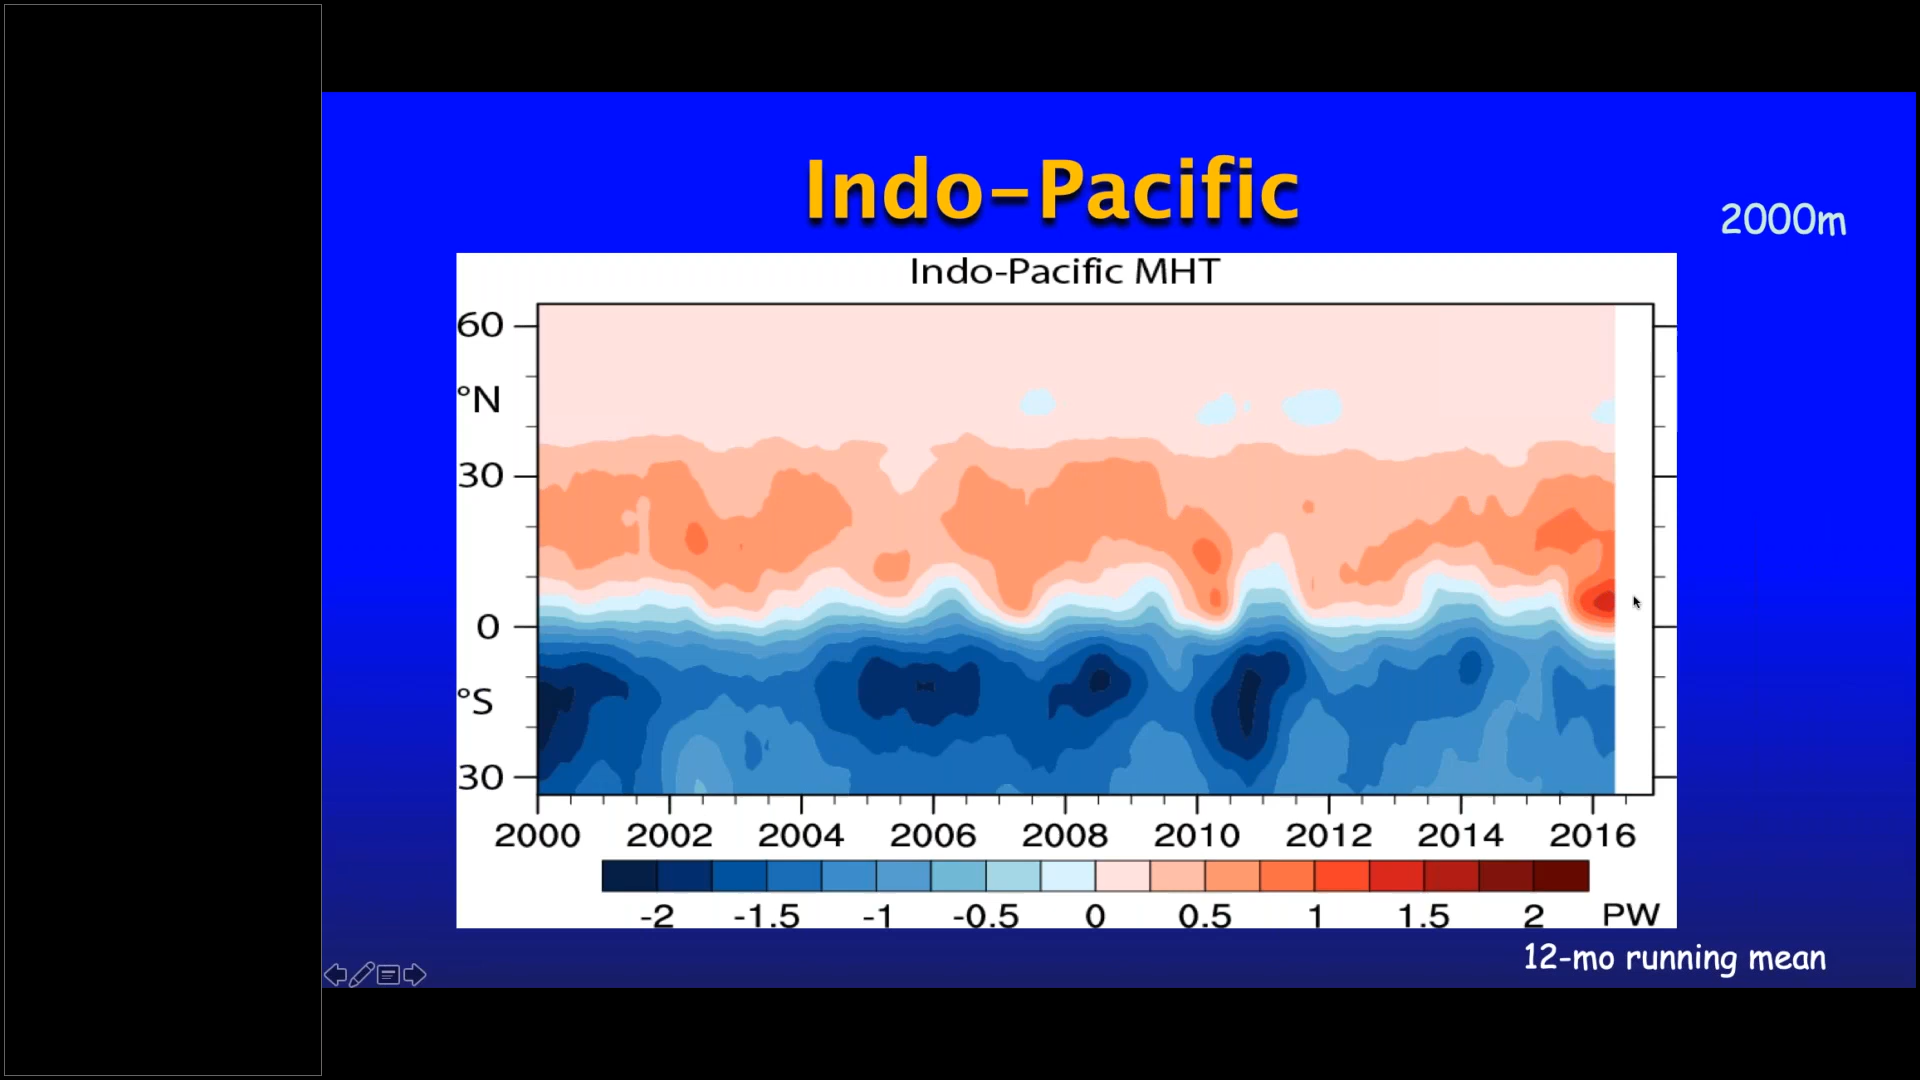 Indo-Pacific
2000m
Indo-Pacific MHT
60
°N
30
0
°S
30
2000 2002 2004 2006 2008 2010 2012 2014 2016
-2 -1.5 -1 -0.5 0 0.5 1 1.5 2 PW
12-mo running mean